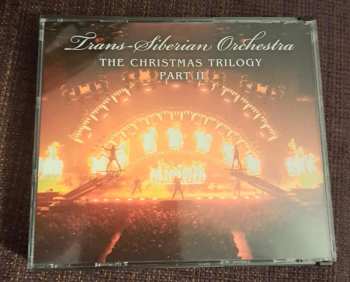 Trans-Siberian Orchestra
THE CHRISTMAS TRILOGY
PART II